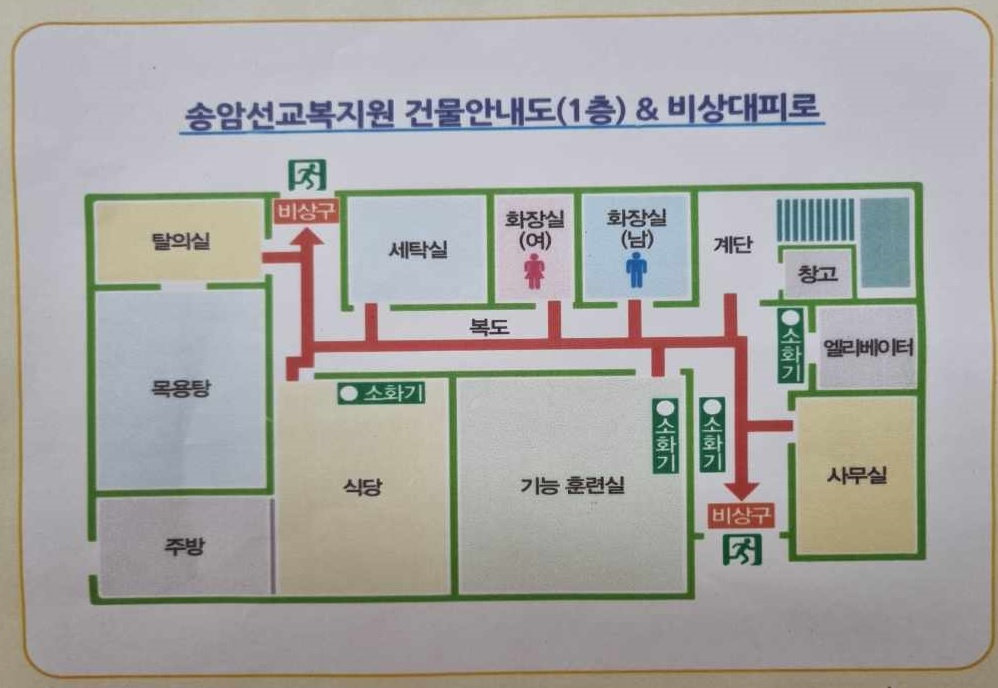 송암선교복지원 건물안내도(1층) & 비상대피로
비상구
탈의실
세탁실
화장실
(여)
화장실
(남)
계단
창고
복도
소화기
엘리베이터
목욕탕
소화기
소화기
소화기
식당
기능 훈련실
사무실
비상구
주방